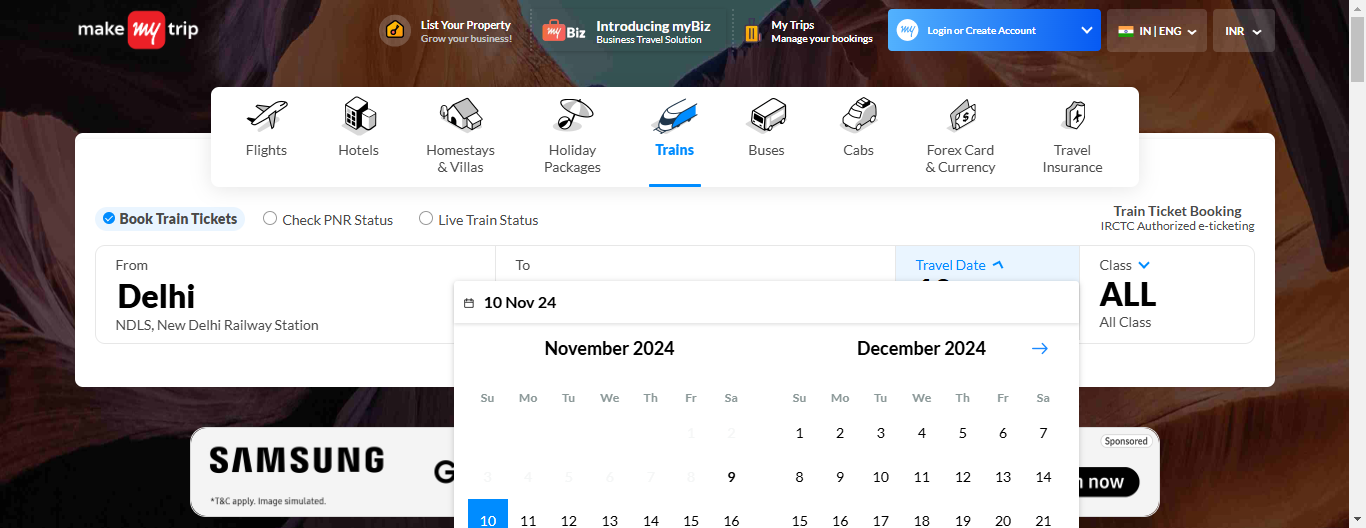 make my trip
List Your Property
Grow your business!
my Biz
Introducing myBiz
Business Travel Solution
My Trips
Manage your bookings
my
Login or Create Account
IN | ENG
INR
Flights
Hotels
Homestays
& Villas
Holiday
Packages
Trains
Buses
Cabs
Forex Card
& Currency
Travel
Insurance
Book Train Tickets
Check PNR Status
Live Train Status
Train Ticket Booking
IRCTC Authorized e-ticketing
From
Delhi
NDLS, New Delhi Railway Station
To
Travel Date
Class
ALL
All Class
10 Nov 24
November 2024
Su Mo Tu We Th Fr Sa
1 2
3 4 5 6 7 8 9
10 11 12 13 14 15 16
December 2024
Su Mo Tu We Th Fr Sa
1 2 3 4 5 6 7
8 9 10 11 12 13 14
15 16 17 18 19 20 21
SAMSUNG
*T&C apply. Image simulated.
G
Sponsored
now